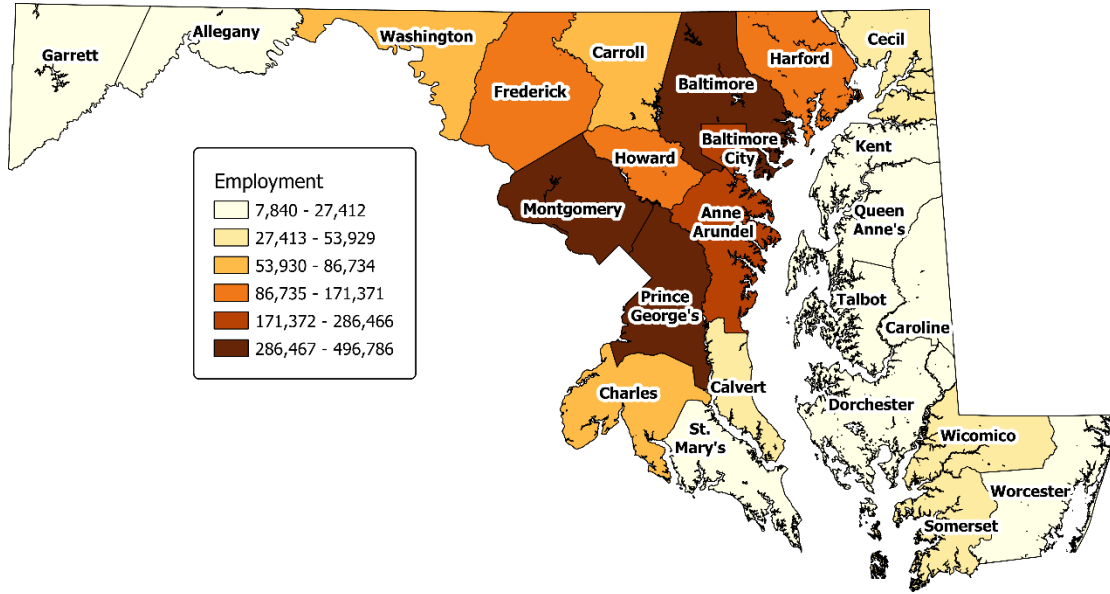 Garrett
Allegany
Washington
Frederick
Carroll
Baltimore
Harford
Cecil
Baltimore
City
Howard
Kent
Montgomery
Anne
Arundel
Queen
Anne's
Prince
George's
Talbot
Caroline
Charles
Calvert
St.
Mary's
Dorchester
Wicomico
Worcester
Somerset
Employment
7,840 - 27,412
27,413 - 53,929
53,930 - 86,734
86,735 - 171,371
171,372 - 286,466
286,467 - 496,786